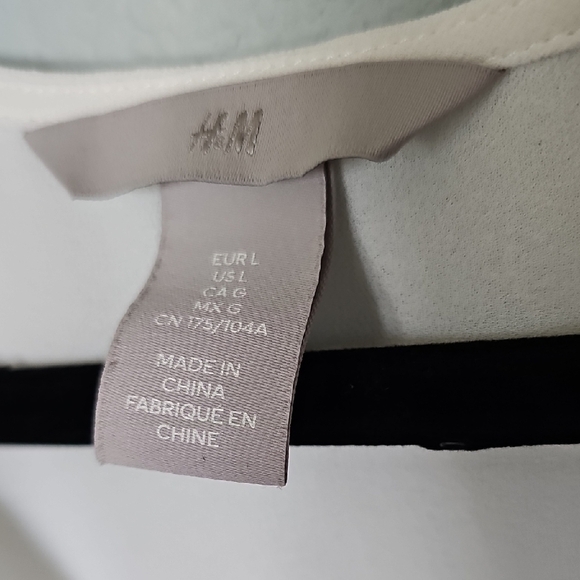 H&M
EUR L
US L
CA G
MX G
CN 175/104A
MADE IN
CHINA
FABRIQUÉ EN
CHINE